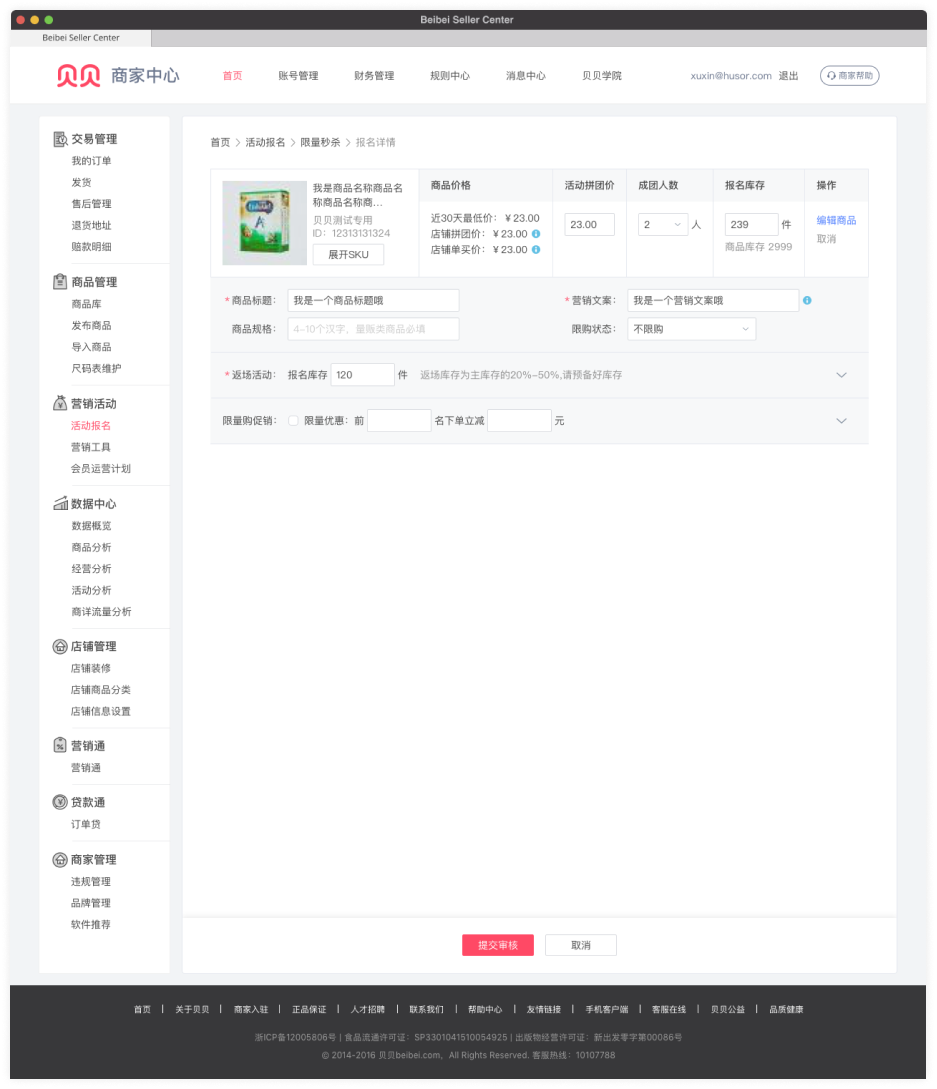 Beibei Seller Center
Beibei Seller Center
贝贝 商家中心 首页 账号管理 财务管理 规则中心 消息中心 贝贝学院 xuxin@husor.com 退出 商家帮助
交易管理
我的订单
发货
售后管理
退货地址
赔款明细
商品管理
商品库
发布商品
导入商品
尺码表维护
营销活动
活动报名
营销工具
会员运营计划
数据中心
数据概览
商品分析
经营分析
活动分析
商详流量分析
店铺管理
店铺装修
店铺商品分类
店铺信息设置
营销通
营销通
贷款通
订单贷
商家管理
违规管理
品牌管理
软件推荐
首页 > 活动报名 > 限量秒杀 > 报名详情
商品价格 活动拼团价 成团人数 报名库存 操作
我是商品名称商品名
称商品名称商...
贝贝测试专用
ID: 12313131324
展开SKU
近30天最低价: ¥23.00
店铺拼团价: ¥23.00
店铺单买价: ¥23.00
23.00
2 人
239 件
商品库存 2999
编辑商品
取消
*商品标题: 我是一个商品标题哦 *营销文案: 我是一个营销文案哦
商品规格: 4-10个汉字, 量贩类商品必填 限购状态: 不限购
*返场活动: 报名库存 120 件 返场库存为主库存的20%-50%,请预备好库存
限量购促销: 限量优惠: 前 名下单立减 元
提交审核 取消
首页 | 关于贝贝 | 商家入驻 | 正品保证 | 人才招聘 | 联系我们 | 帮助中心 | 友情链接 | 手机客户端 | 客服在线 | 贝贝公益 | 品质健康
浙ICP备12005806号 | 食品流通许可证: SP3301041510054925 | 出版物经营许可证: 新出发零字第00086号
© 2014-2016 贝贝beibei.com, All Rights Reserved. 客服热线: 10107788